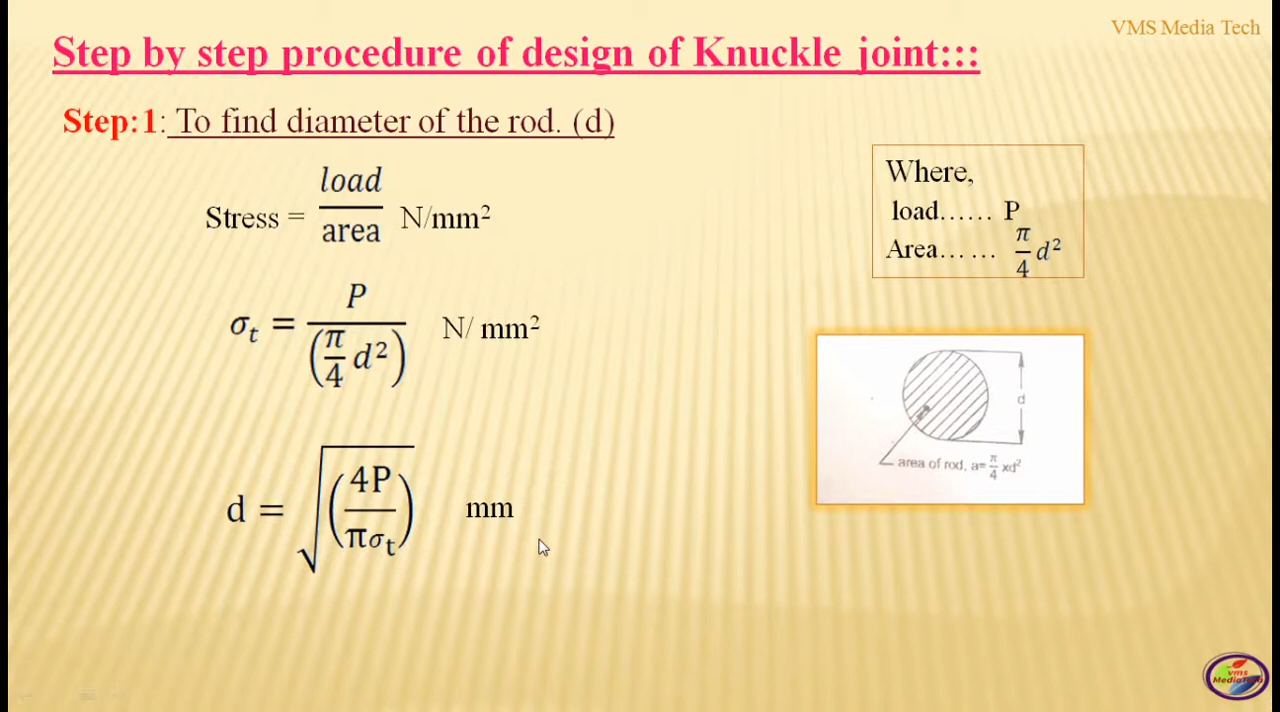 VMS Media Tech
Step by step procedure of design of Knuckle joint:::
Step:1: To find diameter of the rod. (d)
Stress = load/area N/mm²
σₜ = P/(π/4 d²) N/ mm²
d = √(4P/πσₜ) mm
Where,
load…… P
Area… … π/4 d²
d
area of rod, a= π/4 xd²
vms